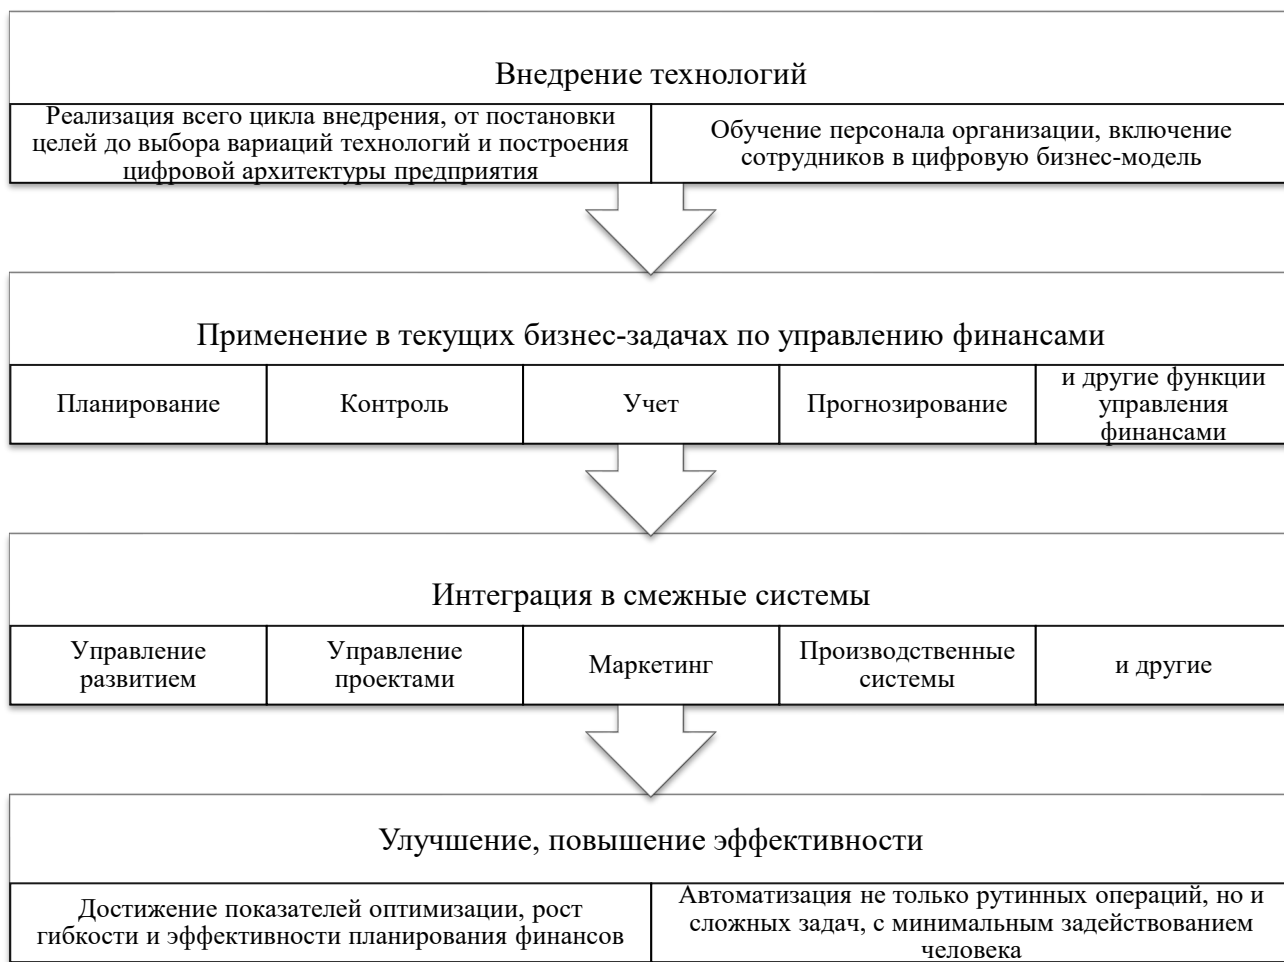 Внедрение технологий
Реализация всего цикла внедрения, от постановки
целей до выбора вариаций технологий и построения
цифровой архитектуры предприятия
Обучение персонала организации, включение
сотрудников в цифровую бизнес-модель
Применение в текущих бизнес-задачах по управлению финансами
Планирование
Контроль
Учет
Прогнозирование
и другие функции
управления
финансами
Интеграция в смежные системы
Управление
развитием
Управление
проектами
Маркетинг
Производственные
системы
и другие
Улучшение, повышение эффективности
Достижение показателей оптимизации, рост
гибкости и эффективности планирования финансов
Автоматизация не только рутинных операций, но и
сложных задач, с минимальным задействованием
человека